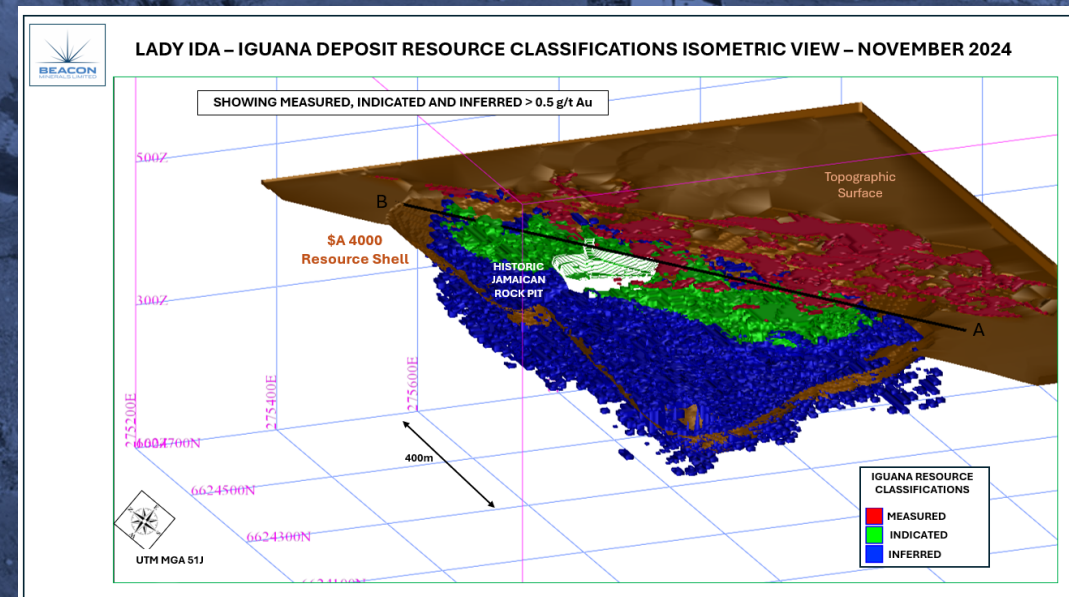 BEACON
MINERALS LIMITED
LADY IDA – IGUANA DEPOSIT RESOURCE CLASSIFICATIONS ISOMETRIC VIEW – NOVEMBER 2024
SHOWING MEASURED, INDICATED AND INFERRED > 0.5 g/t Au
500Z
Topographic
Surface
B
$A 4000
Resource Shell
HISTORIC
JAMAICAN
ROCK PIT
300Z
A
275200E
275400E
275600E
6624500N
6624300N
400m
UTM MGA 51J
IGUANA RESOURCE
CLASSIFICATIONS
MEASURED
INDICATED
INFERRED